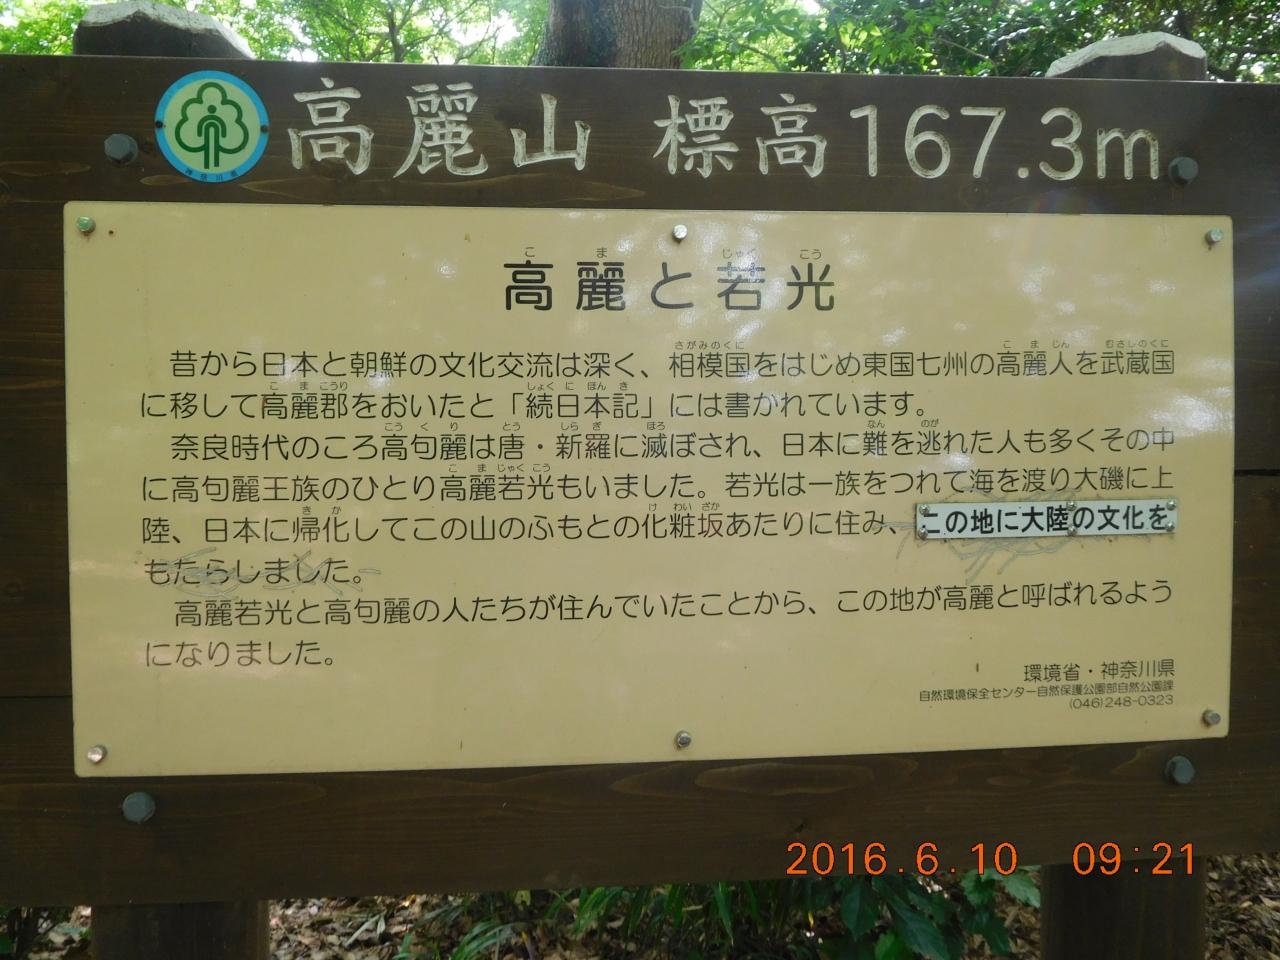 神奈川県
高麗山 標高167.3m
こ ま じゃく こう
高麗と若光
さがみのくに こ ま じん むさしのくに
昔から日本と朝鮮の文化交流は深く、相模国をはじめ東国七州の高麗人を武蔵国
こ ま こうり しょく に ほん き
に移して高麗郡をおいたと「続日本記」には書かれています。
こう く り とう しら ぎ ほろ なん のが
奈良時代のころ高句麗は唐・新羅に滅ぼされ、日本に難を逃れた人も多くその中
こ ま じゃく こう
に高句麗王族のひとり高麗若光もいました。若光は一族をつれて海を渡り大磯に上
き か け わい ざか
陸、日本に帰化してこの山のふもとの化粧坂あたりに住み、この地に大陸の文化を
もたらしました。
高麗若光と高句麗の人たちが住んでいたことから、この地が高麗と呼ばれるよう
になりました。
環境省・神奈川県
自然環境保全センター自然保護公園部自然公園課
(046)248-0323
2016.6.10 09:21